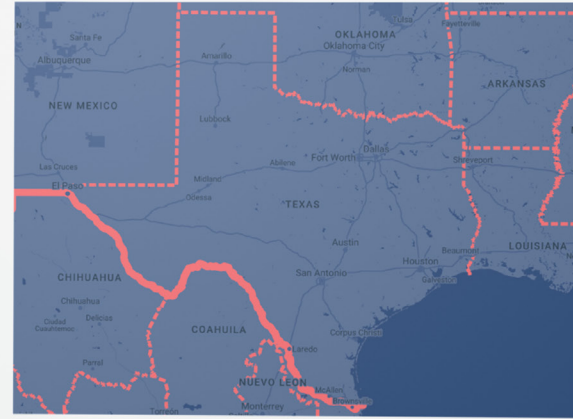 Tulsa
Fayetteville
Santa Fe
OKLAHOMA
Oklahoma City
Albuquerque
Amarillo
Norman
ARKANSAS
NEW MEXICO
Lubbock
Dallas
Fort Worth
Shreveport
Las Cruces
Abilene
Midland
El Paso
Odessa
TEXAS
Austin
LOUISIANA
Beaumont
Houston
San Antonio
Galveston
CHIHUAHUA
Chihuahua
Delicias
Ciudad
Cuauhtémoc
COAHUILA
Corpus Christi
Laredo
Parral
NUEVO LEON
McAllen
Brownsville
Monterrey
Torreón